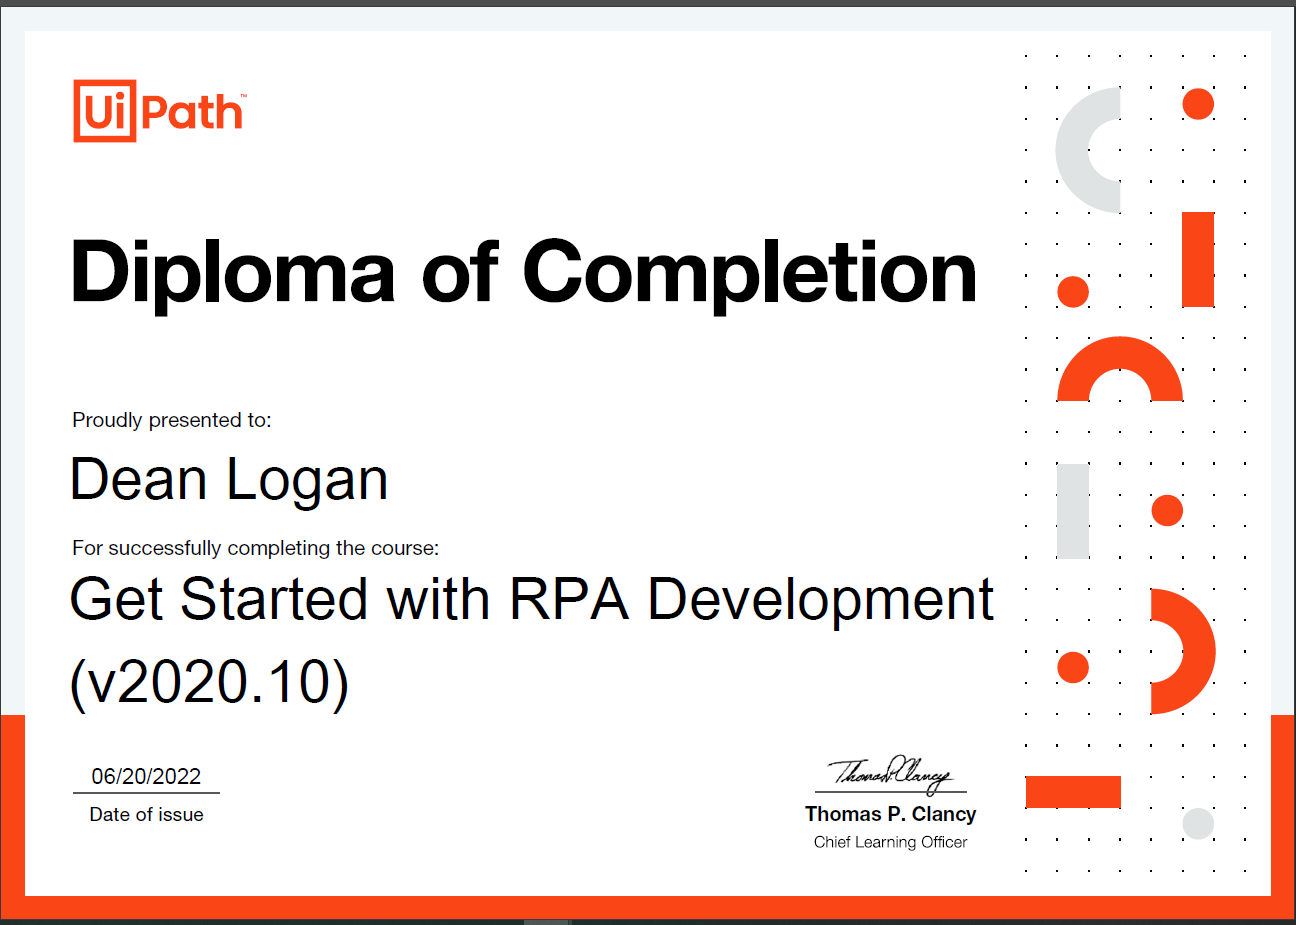 UiPath™
Diploma of Completion
Proudly presented to:
Dean Logan
For successfully completing the course:
Get Started with RPA Development
(v2020.10)
06/20/2022
Date of issue
Thomas P. Clancy
Thomas P. Clancy
Chief Learning Officer